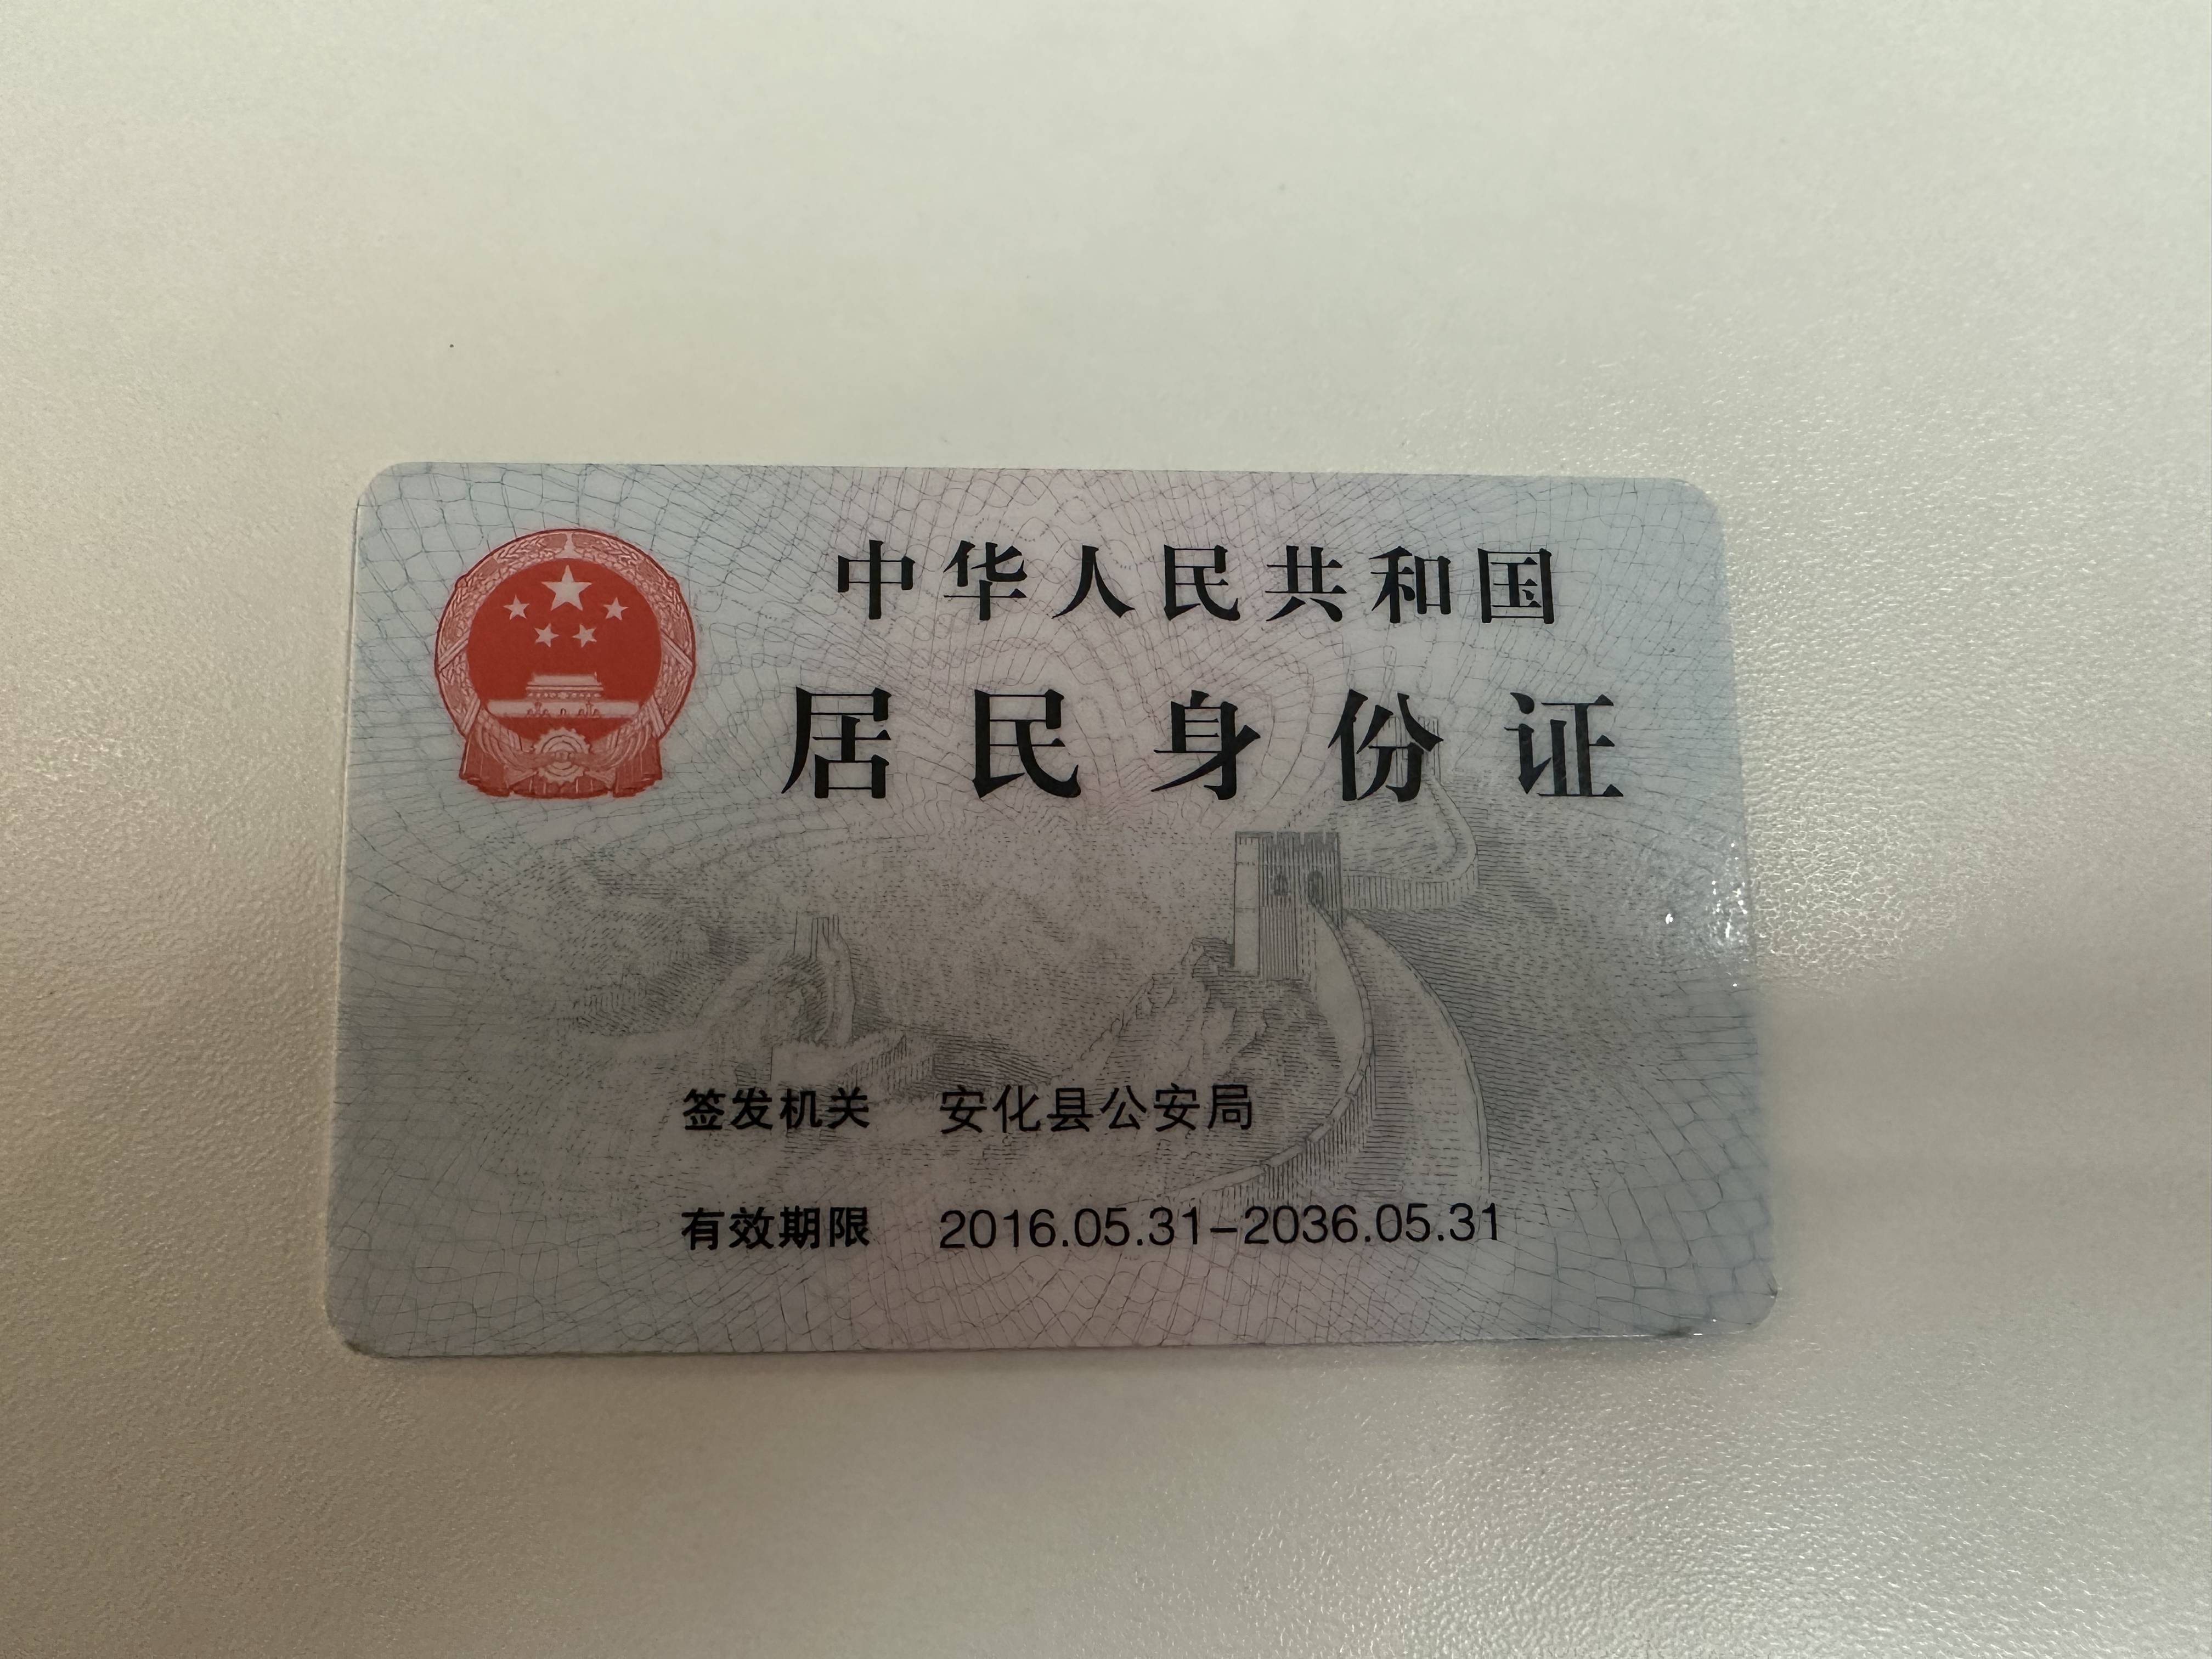 中华人民共和国
居民身份证
签发机关 安化县公安局
有效期限 2016.05.31-2036.05.31